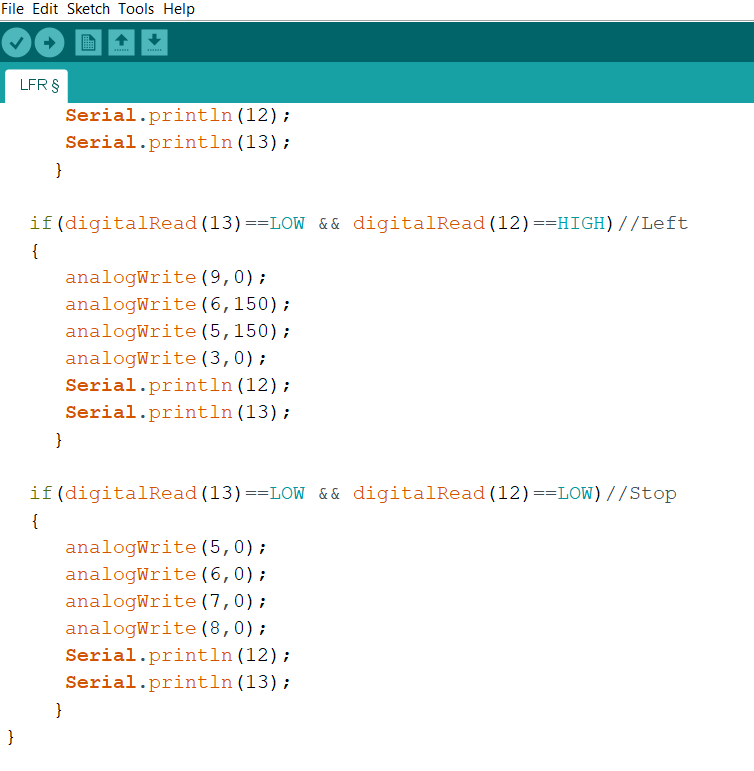 File Edit Sketch Tools Help
LFR §
Serial.println(12);
Serial.println(13);
}
if(digitalRead(13)==LOW && digitalRead(12)==HIGH)//Left
{
analogWrite(9,0);
analogWrite(6,150);
analogWrite(5,150);
analogWrite(3,0);
Serial.println(12);
Serial.println(13);
}
if(digitalRead(13)==LOW && digitalRead(12)==LOW)//Stop
{
analogWrite(5,0);
analogWrite(6,0);
analogWrite(7,0);
analogWrite(8,0);
Serial.println(12);
Serial.println(13);
}
}